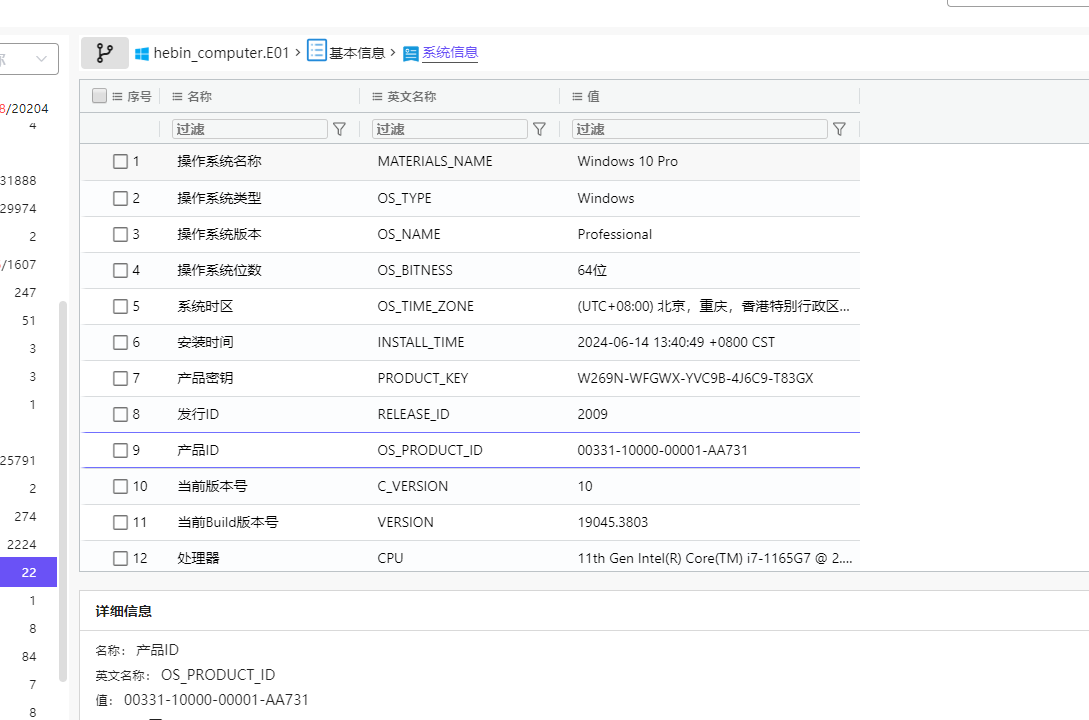 hebin_computer.E01 > 基本信息 > 系统信息
序号 名称 英文名称 值
过滤 过滤 过滤
1 操作系统名称 MATERIALS_NAME Windows 10 Pro
2 操作系统类型 OS_TYPE Windows
3 操作系统版本 OS_NAME Professional
4 操作系统位数 OS_BITNESS 64位
5 系统时区 OS_TIME_ZONE (UTC+08:00) 北京，重庆，香港特别行政区...
6 安装时间 INSTALL_TIME 2024-06-14 13:40:49 +0800 CST
7 产品密钥 PRODUCT_KEY W269N-WFGWX-YVC9B-4J6C9-T83GX
8 发行ID RELEASE_ID 2009
9 产品ID OS_PRODUCT_ID 00331-10000-00001-AA731
10 当前版本号 C_VERSION 10
11 当前Build版本号 VERSION 19045.3803
12 处理器 CPU 11th Gen Intel(R) Core(TM) i7-1165G7 @ 2....
详细信息
名称: 产品ID
英文名称: OS_PRODUCT_ID
值: 00331-10000-00001-AA731
8/20204
4
31888
29974
2
/1607
247
51
3
3
1
25791
2
274
2224
22
1
8
84
7
8